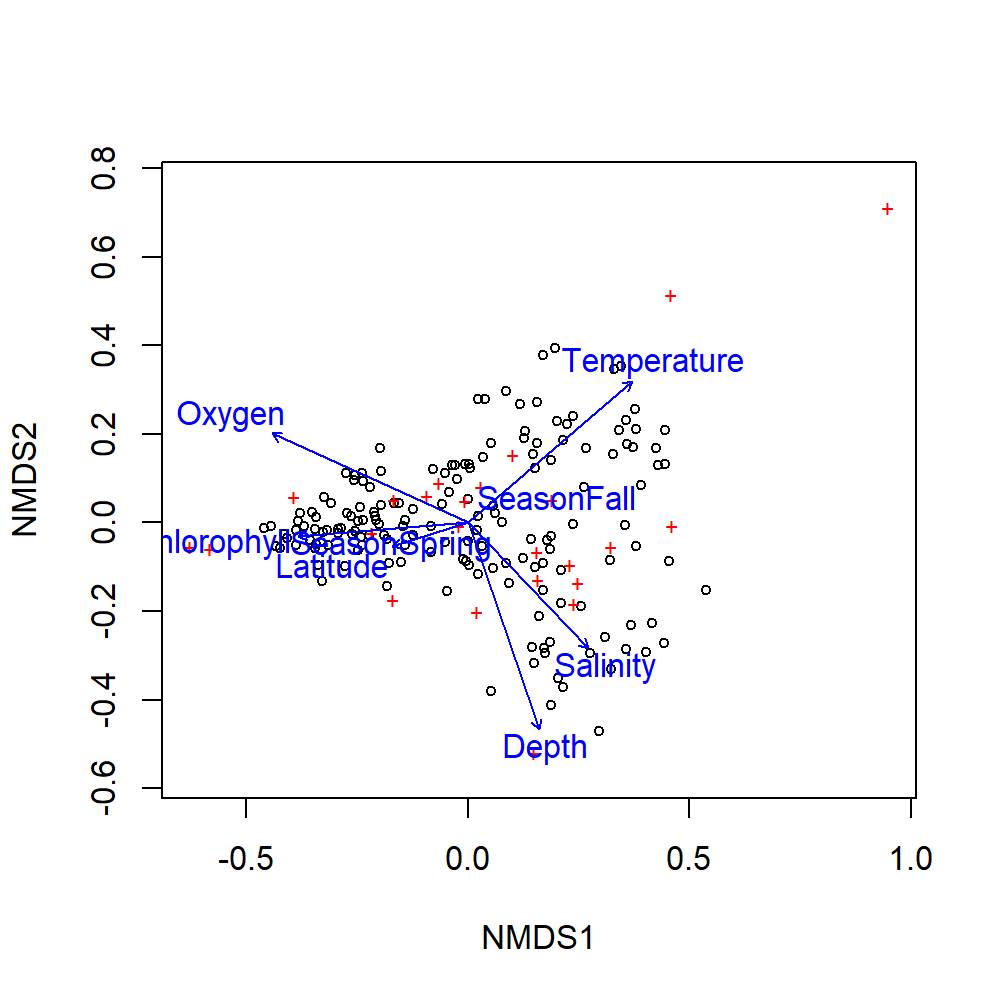 0.8
0.6
0.4
0.2
0.0
-0.2
-0.4
-0.6
NMDS2
Temperature
Oxygen
SeasonFall
hlorophyll
SeasonSpring
Latitude
Salinity
Depth
-0.5
0.0
0.5
1.0
NMDS1